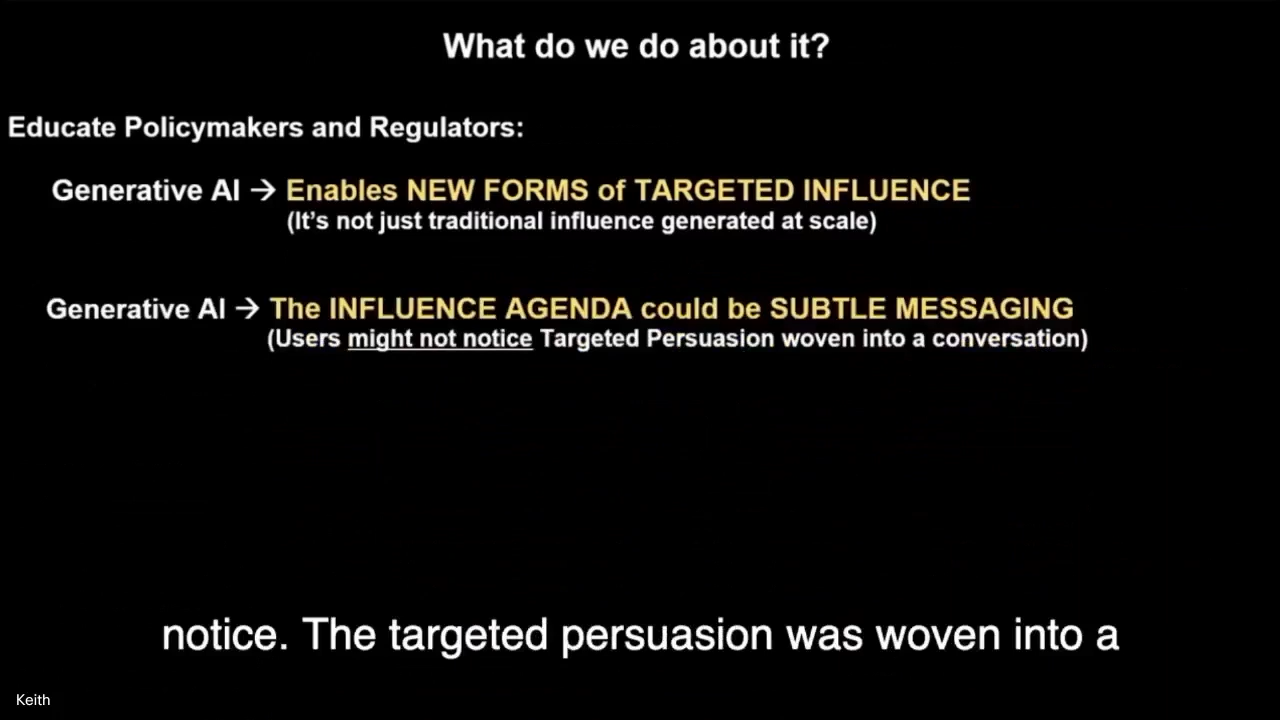 What do we do about it?
Educate Policymakers and Regulators:
Generative AI → Enables NEW FORMS of TARGETED INFLUENCE
(It's not just traditional influence generated at scale)
Generative AI → The INFLUENCE AGENDA could be SUBTLE MESSAGING
(Users might not notice Targeted Persuasion woven into a conversation)
notice. The targeted persuasion was woven into a
Keith